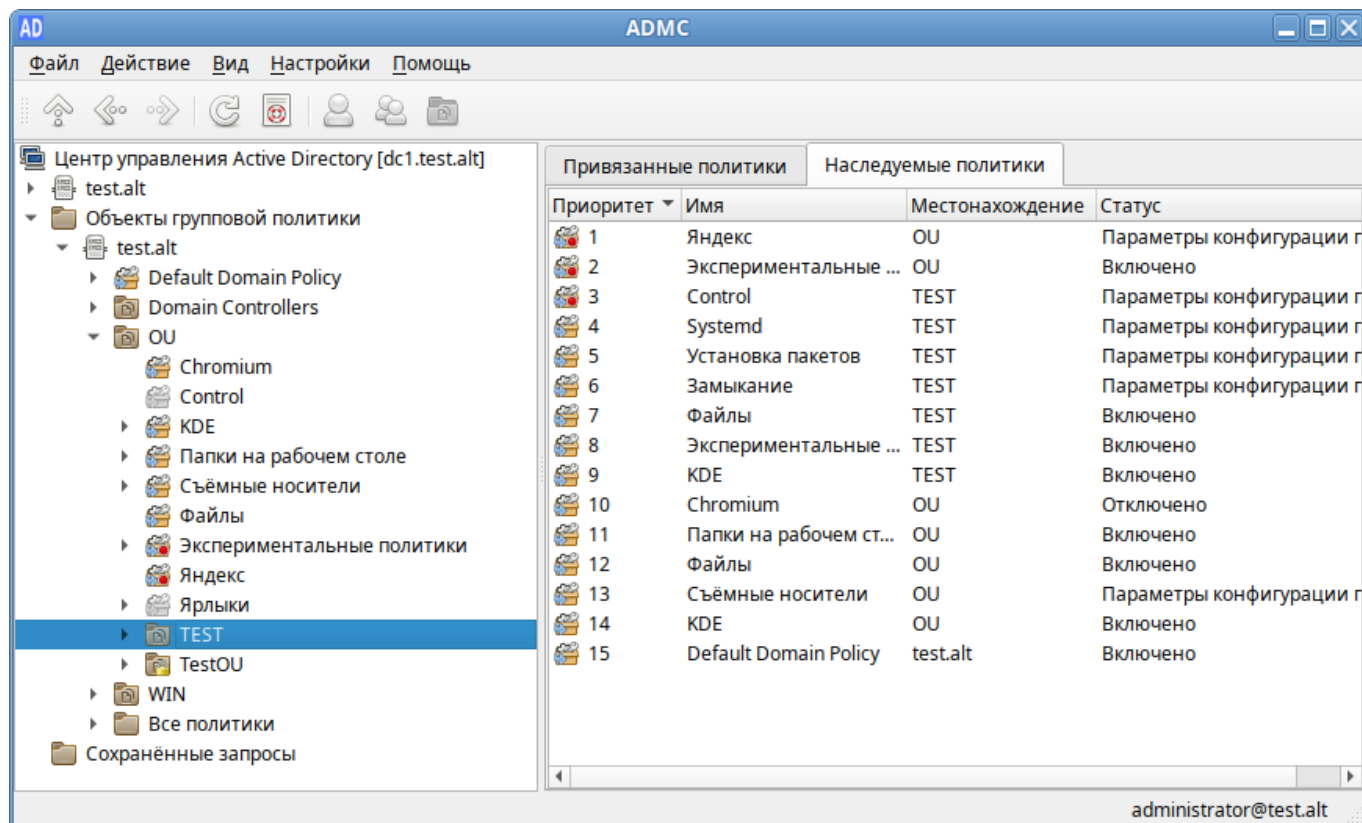 AD ADMC
Файл Действие Вид Настройки Помощь
Центр управления Active Directory [dc1.test.alt]
test.alt
Объекты групповой политики
test.alt
Default Domain Policy
Domain Controllers
OU
Chromium
Control
KDE
Папки на рабочем столе
Съёмные носители
Файлы
Экспериментальные политики
Яндекс
Ярлыки
TEST
TestOU
WIN
Все политики
Сохранённые запросы
Привязанные политики Наследуемые политики
Приоритет Имя Местонахождение Статус
1 Яндекс OU Параметры конфигурации п
2 Экспериментальные ... OU Включено
3 Control TEST Параметры конфигурации п
4 Systemd TEST Параметры конфигурации п
5 Установка пакетов TEST Параметры конфигурации п
6 Замыкание TEST Параметры конфигурации п
7 Файлы TEST Включено
8 Экспериментальные ... TEST Включено
9 KDE TEST Включено
10 Chromium OU Отключено
11 Папки на рабочем ст... OU Включено
12 Файлы OU Включено
13 Съёмные носители OU Параметры конфигурации п
14 KDE OU Включено
15 Default Domain Policy test.alt Включено
administrator@test.alt